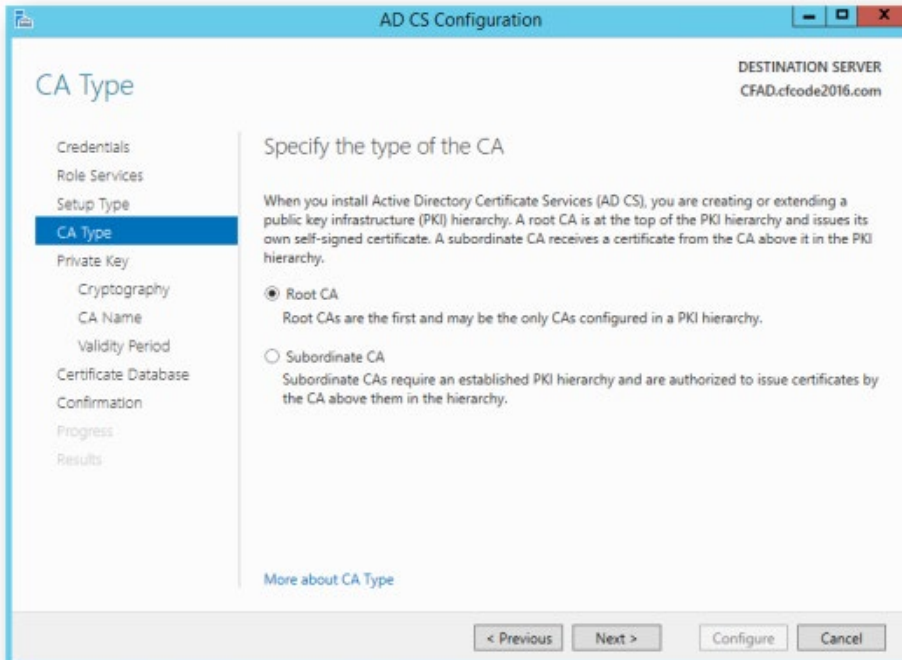 AD CS Configuration
CA Type
DESTINATION SERVER
CFAD.cfcode2016.com
Credentials
Role Services
Setup Type
CA Type
Private Key
Cryptography
CA Name
Validity Period
Certificate Database
Confirmation
Progress
Results
Specify the type of the CA
When you install Active Directory Certificate Services (AD CS), you are creating or extending a
public key infrastructure (PKI) hierarchy. A root CA is at the top of the PKI hierarchy and issues its
own self-signed certificate. A subordinate CA receives a certificate from the CA above it in the PKI
hierarchy.
Root CA
Root CAs are the first and may be the only CAs configured in a PKI hierarchy.
Subordinate CA
Subordinate CAs require an established PKI hierarchy and are authorized to issue certificates by
the CA above them in the hierarchy.
More about CA Type
< Previous
Next >
Configure
Cancel